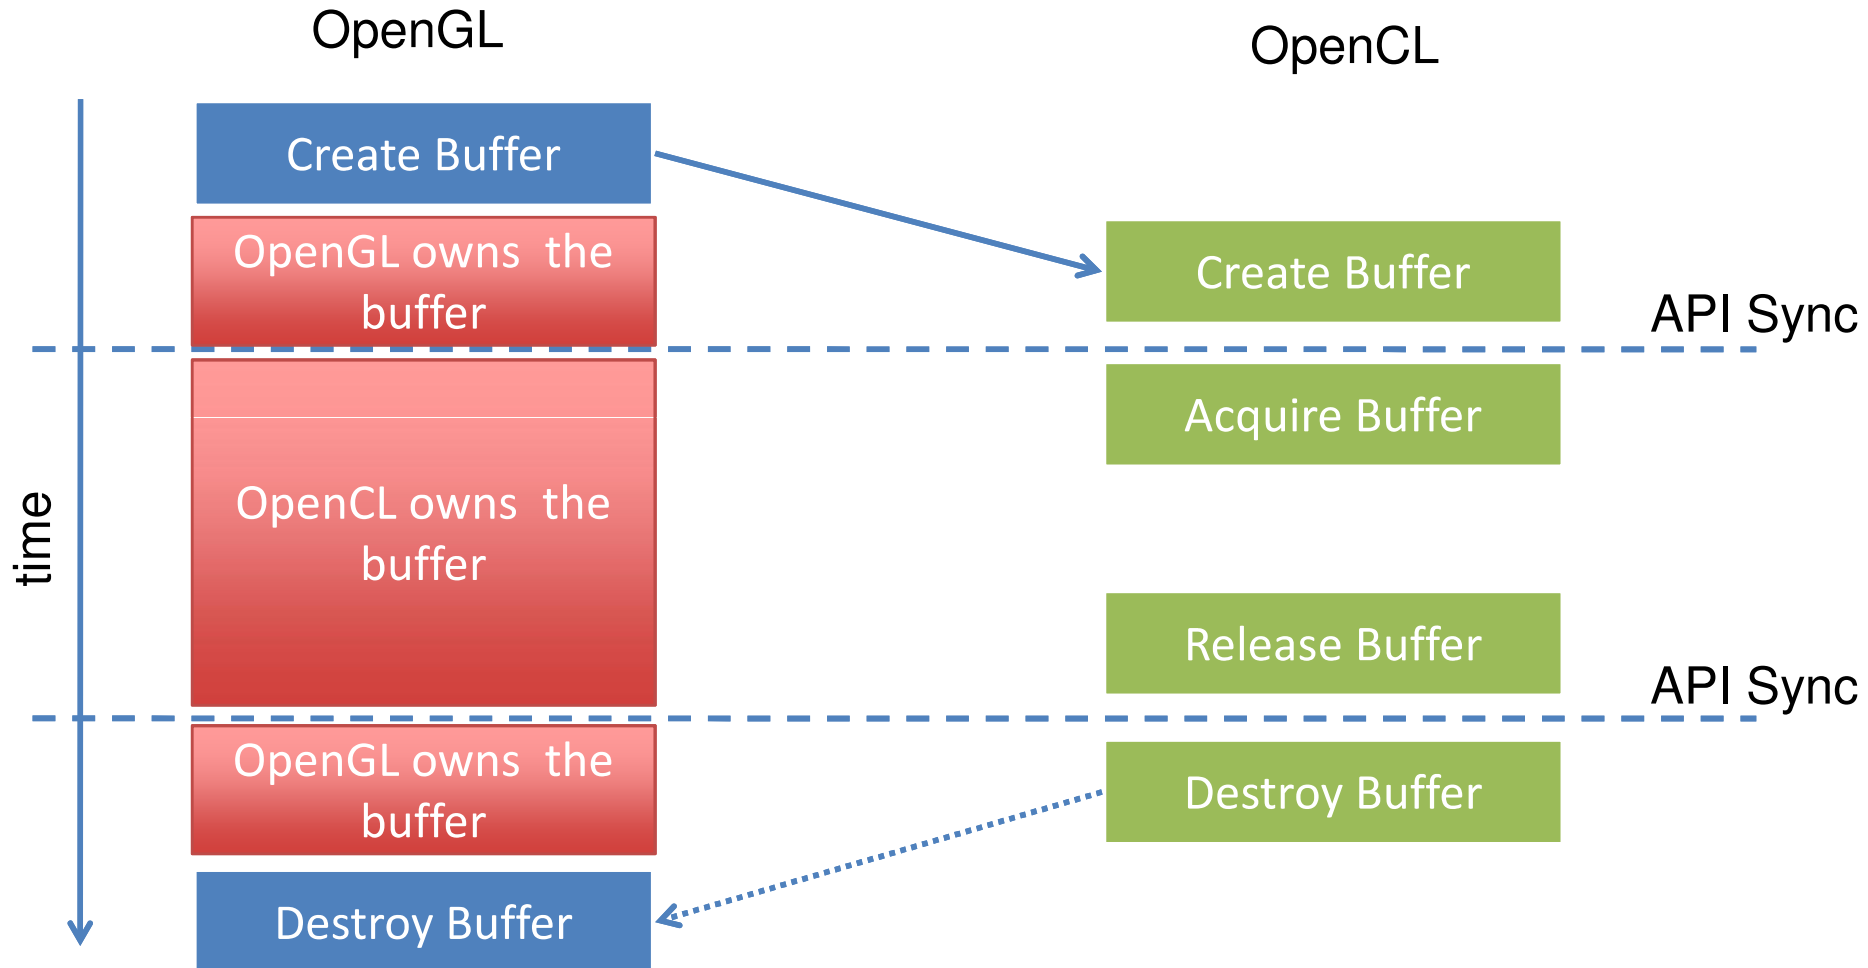 OpenGL
OpenCL
Create Buffer
OpenGL owns  the
buffer
Create Buffer
API Sync
Acquire Buffer
OpenCL owns  the
buffer
time
Release Buffer
API Sync
OpenGL owns  the
buffer
Destroy Buffer
Destroy Buffer